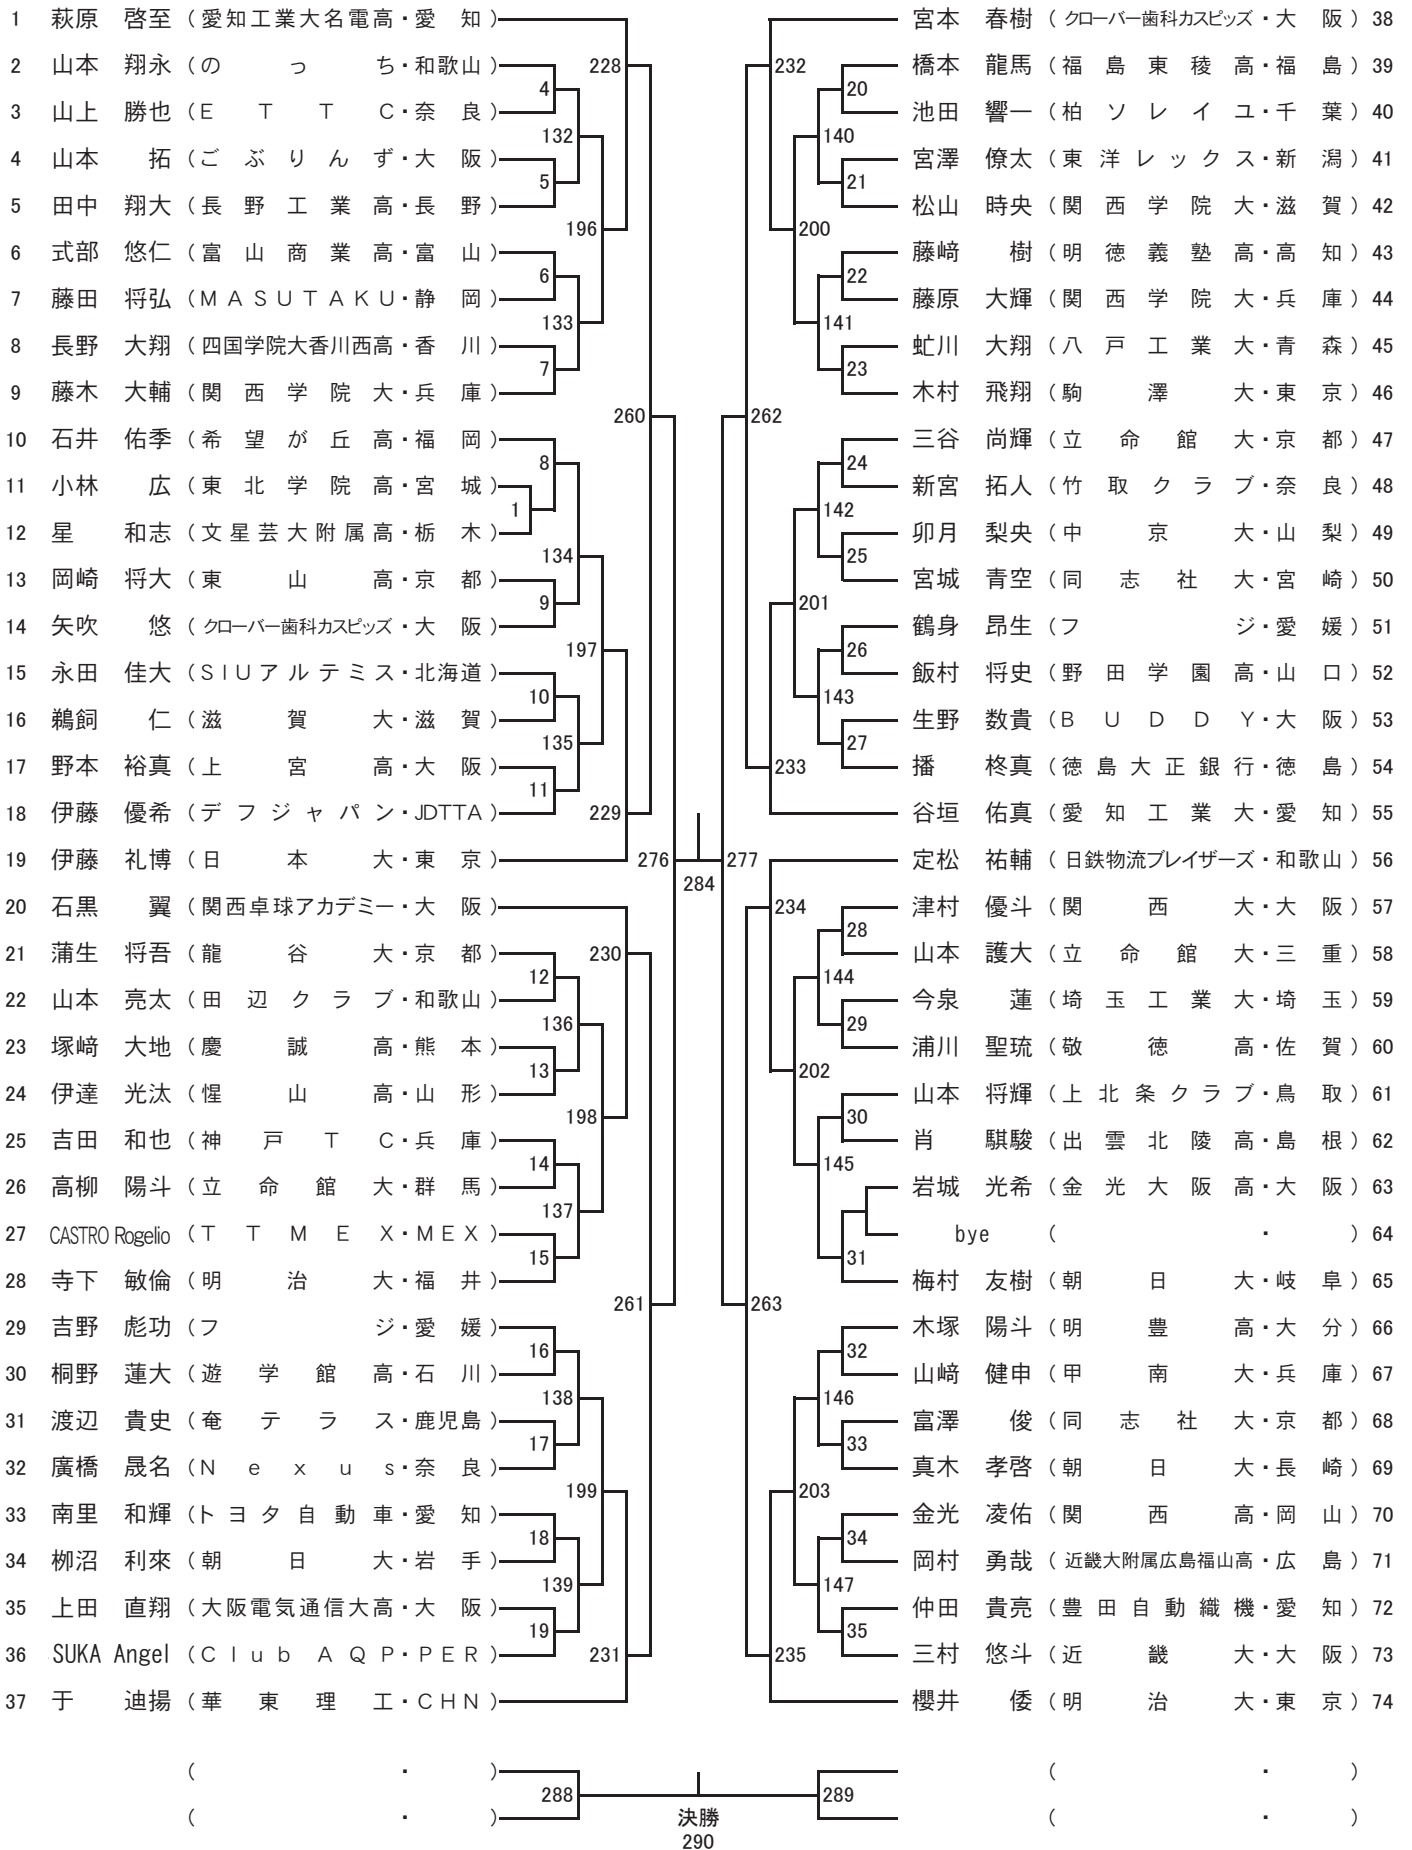 1 萩原 啓至 (愛知工業大名電高・愛 知)
2 山本 翔永 (の っ ち・和歌山)
3 山上 勝也 (E T T C・奈 良)
4 山本 拓 (ご ぶ り ん ず・大 阪)
5 田中 翔大 (長 野 工 業 高・長 野)
6 式部 悠仁 (富 山 商 業 高・富 山)
7 藤田 将弘 (M A S U T A K U・静 岡)
8 長野 大翔 (四国学院大香川西高・香 川)
9 藤木 大輔 (関 西 学 院 大・兵 庫)
10 石井 佑季 (希 望 が 丘 高・福 岡)
11 小林 広 (東 北 学 院 高・宮 城)
12 星 和志 (文 星 芸 大 附 属 高・栃 木)
13 岡崎 将大 (東 山 高・京 都)
14 矢吹 悠 (クローバー歯科カスピッズ・大 阪)
15 永田 佳大 (SIUアルテミス・北海道)
16 鵜飼 仁 (滋 賀 大・滋 賀)
17 野本 裕真 (上 宮 高・大 阪)
18 伊藤 優希 (デ フ ジ ャ パ ン・JDTTA)
19 伊藤 礼博 (日 本 大・東 京)
20 石黒 翼 (関西卓球アカデミー・大 阪)
21 蒲生 将吾 (龍 谷 大・京 都)
22 山本 亮太 (田 辺 ク ラ ブ・和歌山)
23 塚﨑 大地 (慶 誠 高・熊 本)
24 伊達 光汰 (惺 山 高・山 形)
25 吉田 和也 (神 戸 T C・兵 庫)
26 高柳 陽斗 (立 命 館 大・群 馬)
27 CASTRO Rogelio (T T M E X・M E X)
28 寺下 敏倫 (明 治 大・福 井)
29 吉野 彪功 (フ ジ・愛 媛)
30 桐野 蓮大 (遊 学 館 高・石 川)
31 渡辺 貴史 (奄 テ ラ ス・鹿児島)
32 廣橋 晟名 (N e x u s・奈 良)
33 南里 和輝 (ト ヨ タ 自 動 車・愛 知)
34 栁沼 利來 (朝 日 大・岩 手)
35 上田 直翔 (大阪電気通信大高・大 阪)
36 SUKA Angel (C l u b A Q P・P E R)
37 于 迪揚 (華 東 理 工・C H N)
4
5
6
7
8
1
9
10
11
12
13
14
15
16
17
18
19
132
133
134
135
136
137
138
139
196
197
198
199
228
229
230
231
260
261
276
284
277
宮本 春樹 (クローバー歯科カスピッズ・大 阪) 38
橋本 龍馬 (福 島 東 稜 高・福 島) 39
池田 響一 (柏 ソ レ イ ユ・千 葉) 40
宮澤 僚太 (東 洋 レ ッ ク ス・新 潟) 41
松山 時央 (関 西 学 院 大・滋 賀) 42
藤﨑 樹 (明 徳 義 塾 高・高 知) 43
藤原 大輝 (関 西 学 院 大・兵 庫) 44
虻川 大翔 (八 戸 工 業 大・青 森) 45
木村 飛翔 (駒 澤 大・東 京) 46
三谷 尚輝 (立 命 館 大・京 都) 47
新宮 拓人 (竹 取 ク ラ ブ・奈 良) 48
卯月 梨央 (中 京 大・山 梨) 49
宮城 青空 (同 志 社 大・宮 崎) 50
鶴身 昂生 (フ ジ・愛 媛) 51
飯村 将史 (野 田 学 園 高・山 口) 52
生野 数貴 (B U D D Y・大 阪) 53
播 柊真 (徳 島 大 正 銀 行・徳 島) 54
谷垣 佑真 (愛 知 工 業 大・愛 知) 55
定松 祐輔 (日鉄物流ブレイザーズ・和歌山) 56
津村 優斗 (関 西 大・大 阪) 57
山本 護大 (立 命 館 大・三 重) 58
今泉 蓮 (埼 玉 工 業 大・埼 玉) 59
浦川 聖琉 (敬 徳 高・佐 賀) 60
山本 将輝 (上 北 条 ク ラ ブ・鳥 取) 61
肖 騏駿 (出 雲 北 陵 高・島 根) 62
岩城 光希 (金 光 大 阪 高・大 阪) 63
bye ( ・ ) 64
梅村 友樹 (朝 日 大・岐 阜) 65
木塚 陽斗 (明 豊 高・大 分) 66
山﨑 健申 (甲 南 大・兵 庫) 67
富澤 俊 (同 志 社 大・京 都) 68
真木 孝啓 (朝 日 大・長 崎) 69
金光 凌佑 (関 西 高・岡 山) 70
岡村 勇哉 (近畿大附属広島福山高・広 島) 71
仲田 貴亮 (豊 田 自 動 織 機・愛 知) 72
三村 悠斗 (近 畿 大・大 阪) 73
櫻井 倭 (明 治 大・東 京) 74
20
21
22
23
24
25
26
27
28
29
30
31
32
33
34
35
140
141
142
143
144
145
146
147
200
201
202
203
232
233
234
235
262
263
( ・ )
( ・ )
288
決勝
290
289
( ・ )
( ・ )